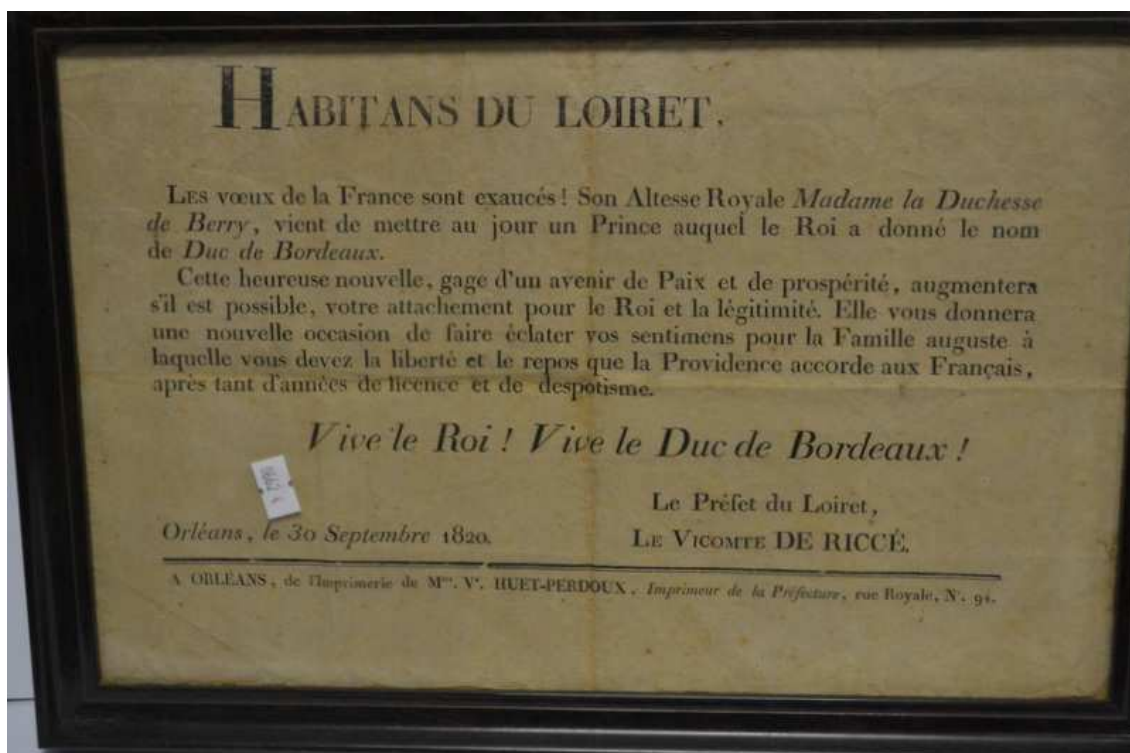 HABITANS DU LOIRET,
LES vœux de la France sont exaucés ! Son Altesse Royale Madame la Duchesse
de Berry, vient de mettre au jour un Prince auquel le Roi a donné le nom
de Duc de Bordeaux.
Cette heureuse nouvelle, gage d'un avenir de Paix et de prospérité, augmentera
s'il est possible, votre attachement pour le Roi et la légitimité. Elle vous donnera
une nouvelle occasion de faire éclater vos sentimens pour la Famille auguste à
laquelle vous devez la liberté et le repos que la Providence accorde aux Français,
après tant d'années de licence et de despotisme.
Vive le Roi ! Vive le Duc de Bordeaux !
Le Préfet du Loiret,
Orléans, le 30 Septembre 1820.
LE VICOMTE DE RICCÉ.
A ORLÉANS, de l'Imprimerie de Mme. Ve. HUET-PERDOUX, Imprimeur de la Préfecture, rue Royale, N°.